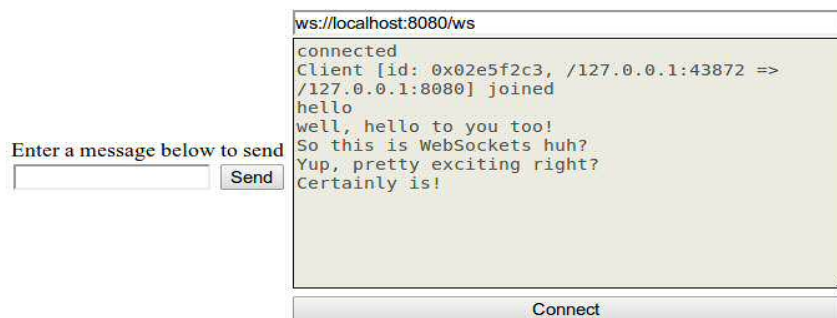 ws://localhost:8080/ws
connected
Client [id: 0x02e5f2c3, /127.0.0.1:43872 =>
/127.0.0.1:8080] joined
hello
well, hello to you too!
So this is WebSockets huh?
Yup, pretty exciting right?
Certainly is!
Enter a message below to send
Send
Connect